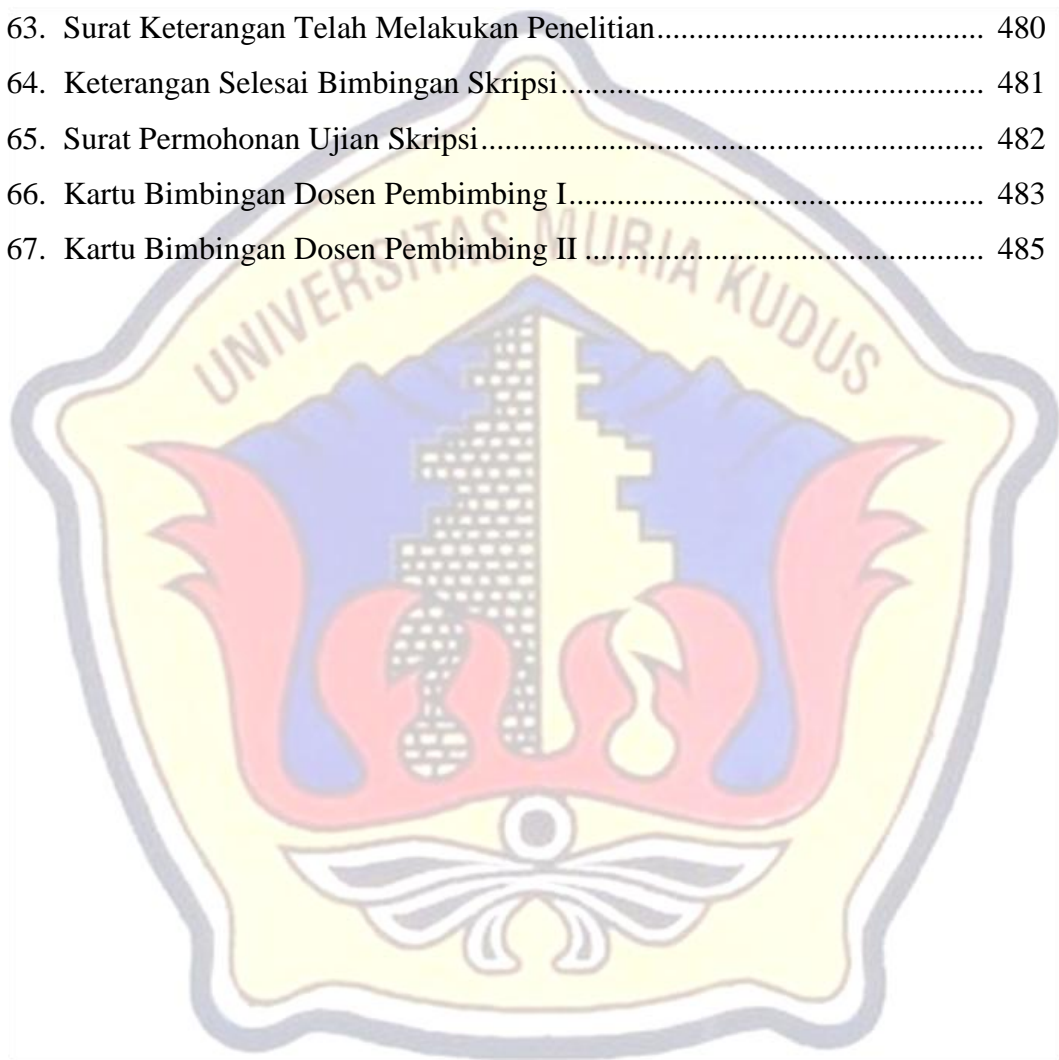 63. Surat Keterangan Telah Melakukan Penelitian....................................... 480
64. Keterangan Selesai Bimbingan Skripsi.................................................. 481
65. Surat Permohonan Ujian Skripsi............................................................ 482
66. Kartu Bimbingan Dosen Pembimbing I.................................................. 483
67. Kartu Bimbingan Dosen Pembimbing II ................................................ 485
UNIVERSITAS MURIA KUDUS